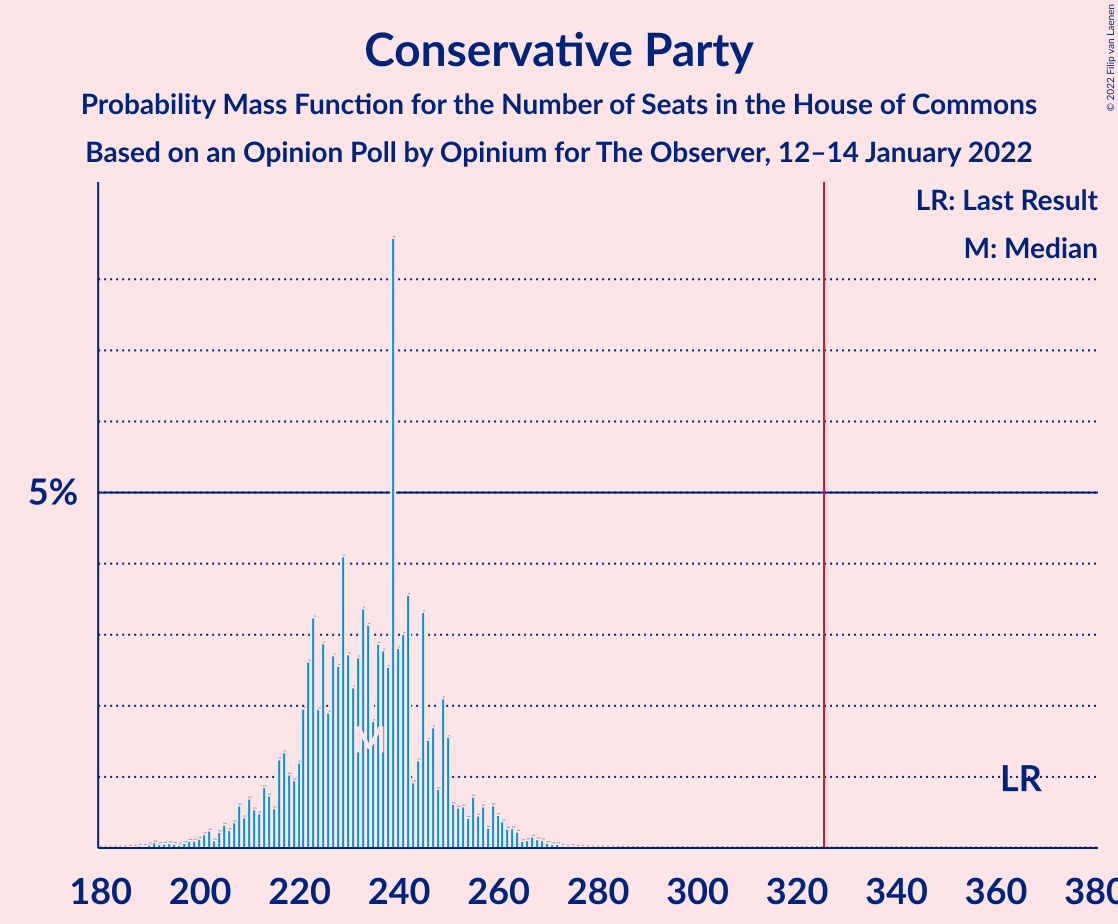 Conservative Party
Probability Mass Function for the Number of Seats in the House of Commons
Based on an Opinion Poll by Opinium for The Observer, 12–14 January 2022
© 2022 Filip van Laenen
LR: Last Result
M: Median
5%
M
LR
180 200 220 240 260 280 300 320 340 360 380